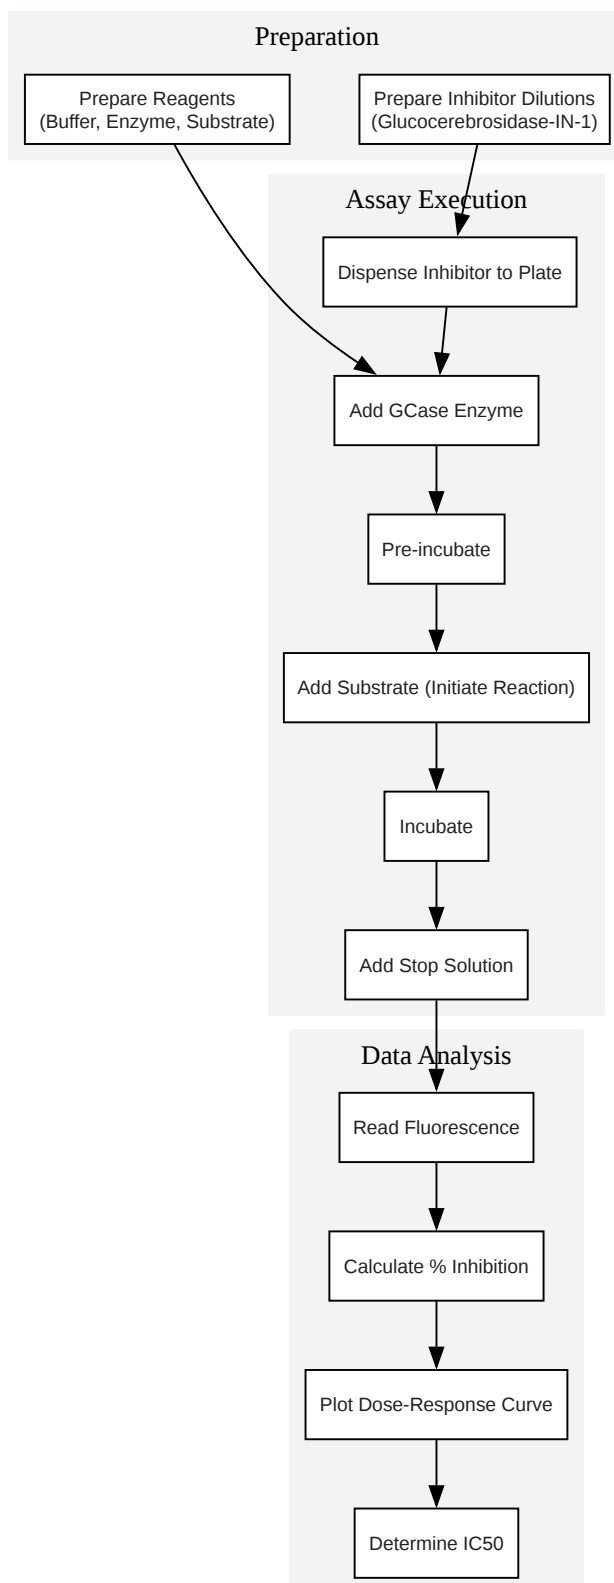 Preparation
Prepare Reagents
(Buffer, Enzyme, Substrate)
Prepare Inhibitor Dilutions
(Glucocerebrosidase-IN-1)
Assay Execution
Dispense Inhibitor to Plate
Add GCase Enzyme
Pre-incubate
Add Substrate (Initiate Reaction)
Incubate
Add Stop Solution
Data Analysis
Read Fluorescence
Calculate % Inhibition
Plot Dose-Response Curve
Determine IC50